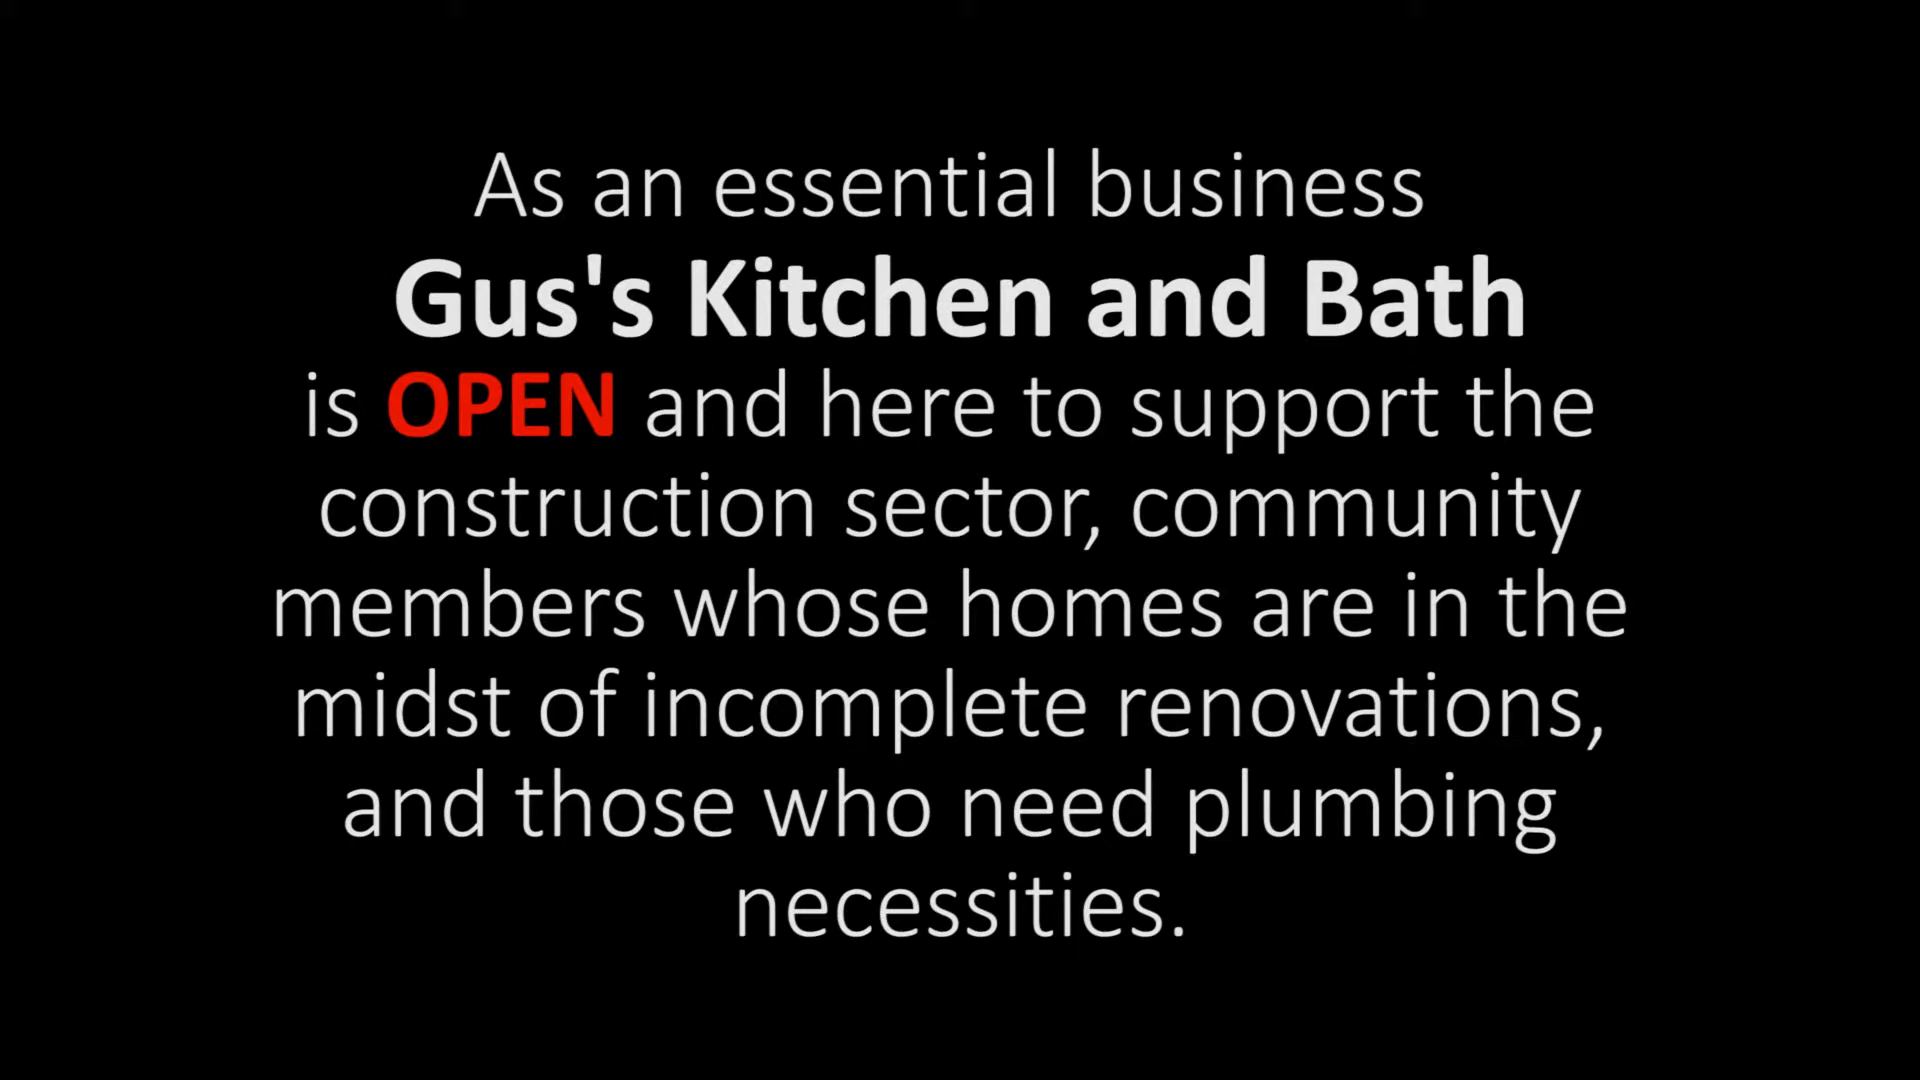 As an essential business
Gus's Kitchen and Bath
is OPEN and here to support the
construction sector, community
members whose homes are in the
midst of incomplete renovations,
and those who need plumbing
necessities.